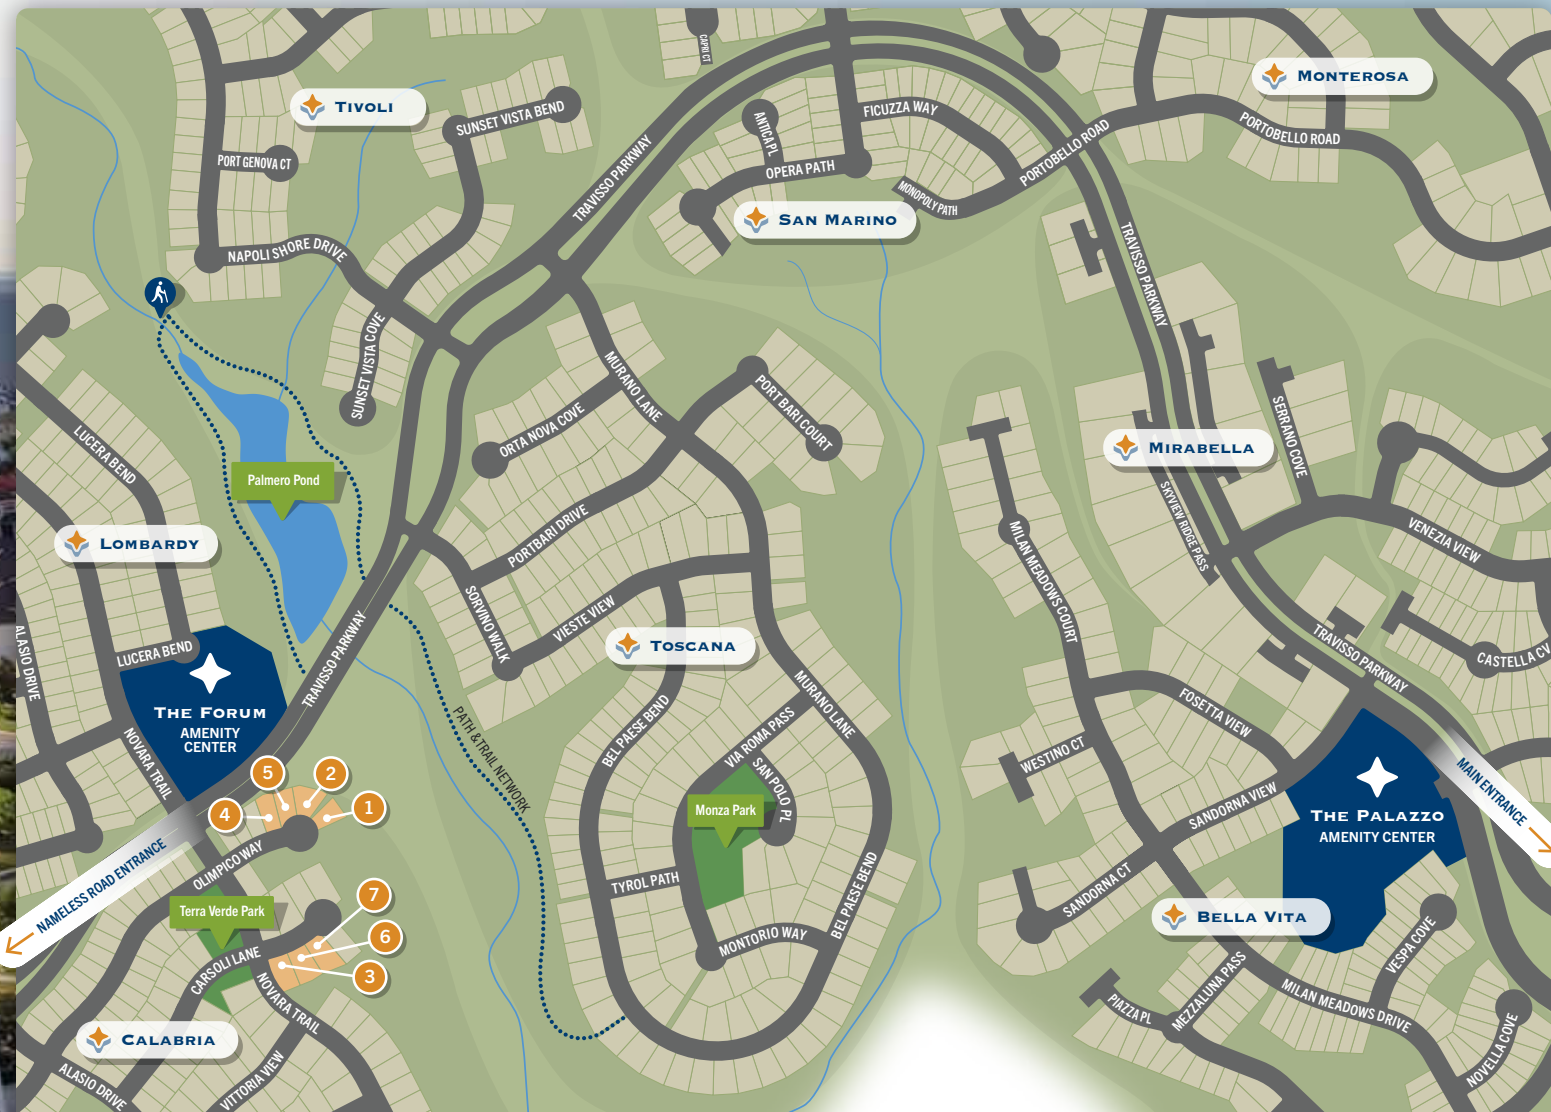 CAPRI CT
TIVOLI
MONTEROSA
SUNSET VISTA BEND
FICUZZA WAY
ANTICA PL
PORTOBELLO ROAD
PORTOBELLO ROAD
PORT GENOVA CT
TRAVISSO PARKWAY
OPERA PATH
MONOPOLY PATH
SAN MARINO
NAPOLI SHORE DRIVE
TRAVISSO PARKWAY
SUNSET VISTA COVE
MURANO LANE
PORT BARI COURT
ORTA NOVA COVE
SERRANO COVE
MIRABELLA
LUCERA BEND
Palmero Pond
SKYVIEW RIDGE PASS
PORTBARI DRIVE
VENEZIA VIEW
LOMBARDY
MILAN MEADOWS COURT
SORVINO WALK
VIESTE VIEW
TOSCANA
TRAVISSO PARKWAY
CASTELLA CV
ALASIO DRIVE
LUCERA BEND
TRAVISSO PARKWAY
THE FORUM
AMENITY
CENTER
PATH & TRAIL NETWORK
BEL PAESE BEND
MURANO LANE
VIA ROMA PASS
SAN POLO PL
FOSETTA VIEW
WESTINO CT
NOVARA TRAIL
5
2
4
1
Monza Park
SANDORNA VIEW
THE PALAZZO
AMENITY CENTER
MAIN ENTRANCE
NAMELESS ROAD ENTRANCE
OLIMPICO WAY
TYROL PATH
BEL PAESE BEND
SANDORNA CT
Terra Verde Park
7
6
3
BELLA VITA
MONTORIO WAY
VESPA COVE
CARSOLI LANE
NOVARA TRAIL
MEZZALUNA PASS
PIAZZA PL
MILAN MEADOWS DRIVE
CALABRIA
NOVELLA COVE
ALASIO DRIVE
VITTORIA VIEW